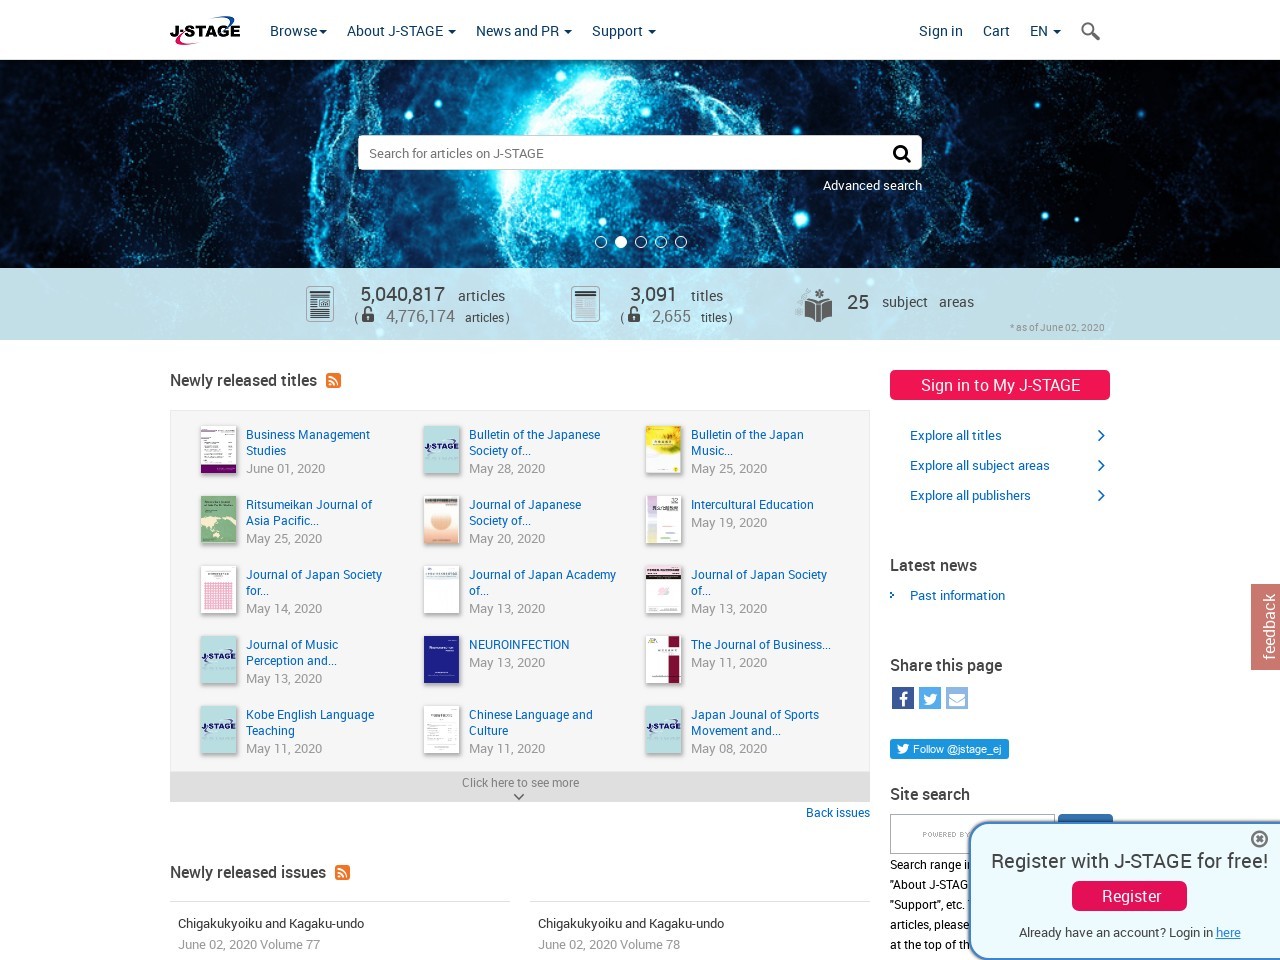 J-STAGE
Browse
About J-STAGE
News and PR
Support
Sign in
Cart
EN
Search for articles on J-STAGE
Advanced search
5,040,817 articles
( 4,776,174 articles)
3,091 titles
( 2,655 titles)
25 subject areas
* as of June 02, 2020
Newly released titles
Business Management
Studies
June 01, 2020
Bulletin of the Japanese
Society of...
May 28, 2020
Bulletin of the Japan
Music...
May 25, 2020
Ritsumeikan Journal of
Asia Pacific...
May 25, 2020
Journal of Japanese
Society of...
May 20, 2020
Intercultural Education
May 19, 2020
Journal of Japan Society
for...
May 14, 2020
Journal of Japan Academy
of...
May 13, 2020
Journal of Japan Society
of...
May 13, 2020
Journal of Music
Perception and...
May 13, 2020
NEUROINFECTION
May 13, 2020
The Journal of Business...
May 11, 2020
Kobe English Language
Teaching
May 11, 2020
Chinese Language and
Culture
May 11, 2020
Japan Jounal of Sports
Movement and...
May 08, 2020
Click here to see more
Back issues
Newly released issues
Chigakukyoiku and Kagaku-undo
June 02, 2020 Volume 77
Chigakukyoiku and Kagaku-undo
June 02, 2020 Volume 78
Sign in to My J-STAGE
Explore all titles
Explore all subject areas
Explore all publishers
Latest news
Past information
Share this page
Follow @jstage_ej
Site search
POWERED BY
Search range
"About J-STAG
"Support", etc.
articles, please
at the top of th
feedback
Register with J-STAGE for free!
Register
Already have an account? Login in here